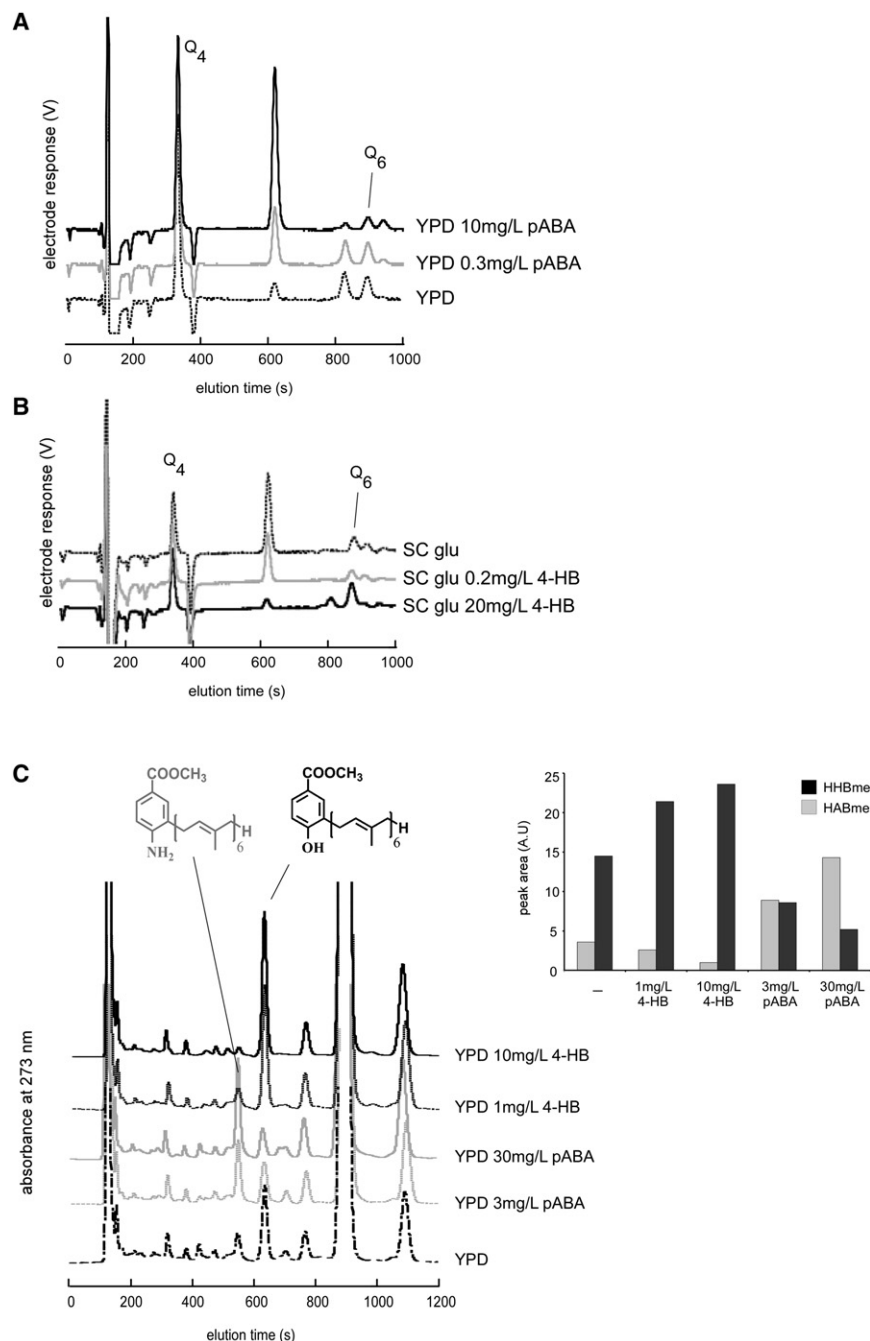 A
electrode response (V)
Q4
Q6
YPD 10mg/L pABA
YPD 0.3mg/L pABA
YPD
0 200 400 600 800 1000
elution time (s)
B
electrode response (V)
Q4
Q6
SC glu
SC glu 0.2mg/L 4-HB
SC glu 20mg/L 4-HB
0 200 400 600 800 1000
elution time (s)
C
COOCH3
NH2
H
6
COOCH3
OH
H
6
absorbance at 273 nm
YPD 10mg/L 4-HB
YPD 1mg/L 4-HB
YPD 30mg/L pABA
YPD 3mg/L pABA
YPD
0 200 400 600 800 1000 1200
elution time (s)
peak area (A.U)
25
20
15
10
5
0
HHBme
HABme
–
1mg/L 4-HB
10mg/L 4-HB
3mg/L pABA
30mg/L pABA